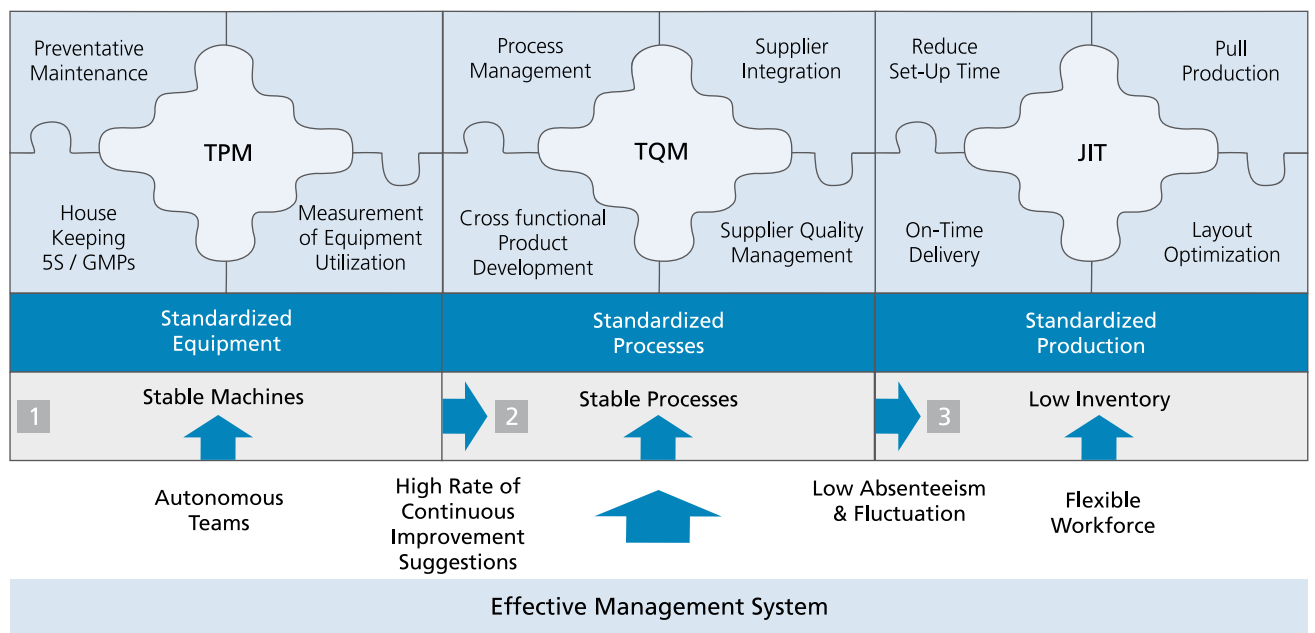 Preventative
Maintenance
TPM
House
Keeping
5S / GMPs
Measurement
of Equipment
Utilization
Process
Management
Supplier
Integration
TQM
Cross functional
Product
Development
Supplier Quality
Management
Reduce
Set-Up Time
Pull
Production
JIT
On-Time
Delivery
Layout
Optimization
Standardized
Equipment
Standardized
Processes
Standardized
Production
1
Stable Machines
2
Stable Processes
3
Low Inventory
Autonomous
Teams
High Rate of
Continuous
Improvement
Suggestions
Low Absenteeism
& Fluctuation
Flexible
Workforce
Effective Management System